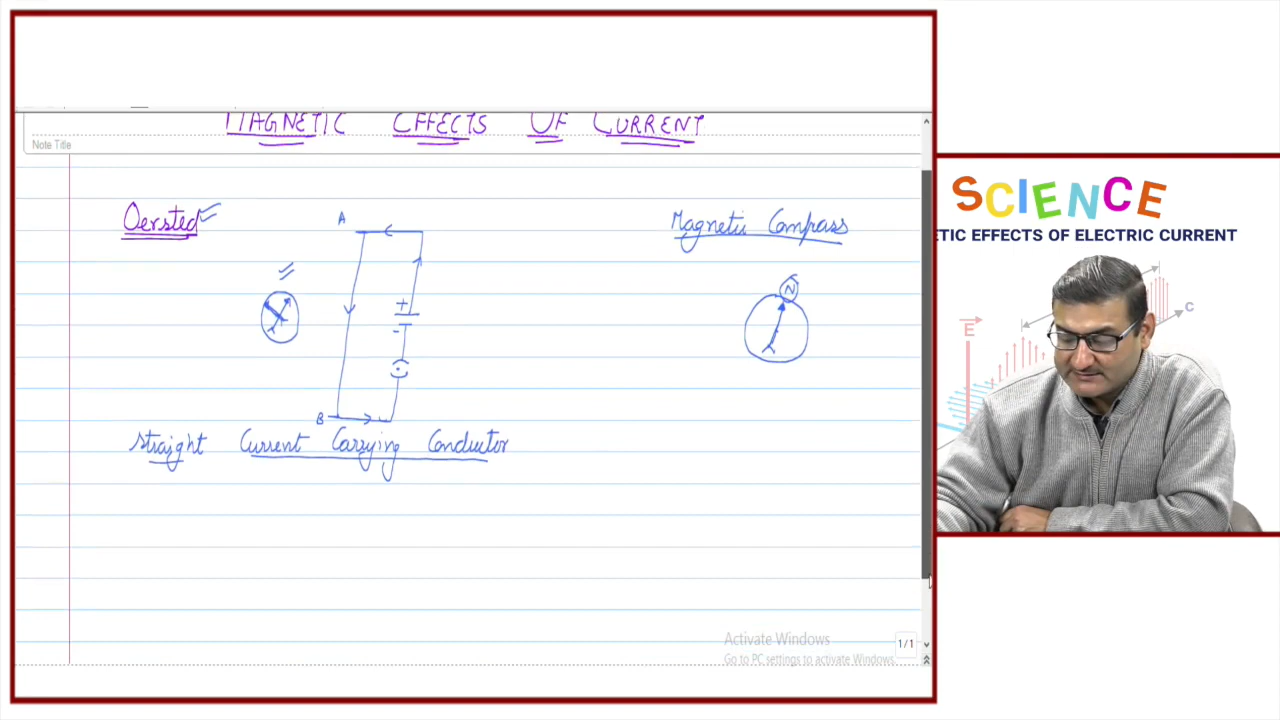 MAGNETIC EFFECTS OF CURRENT
Note Title
Oersted
A
+
-
B
Straight Current Carrying Conductor
Magnetic Compass
N
SCIENCE
ETIC EFFECTS OF ELECTRIC CURRENT
E
C
Activate Windows
Go to PC settings to activate Windows.
1/1